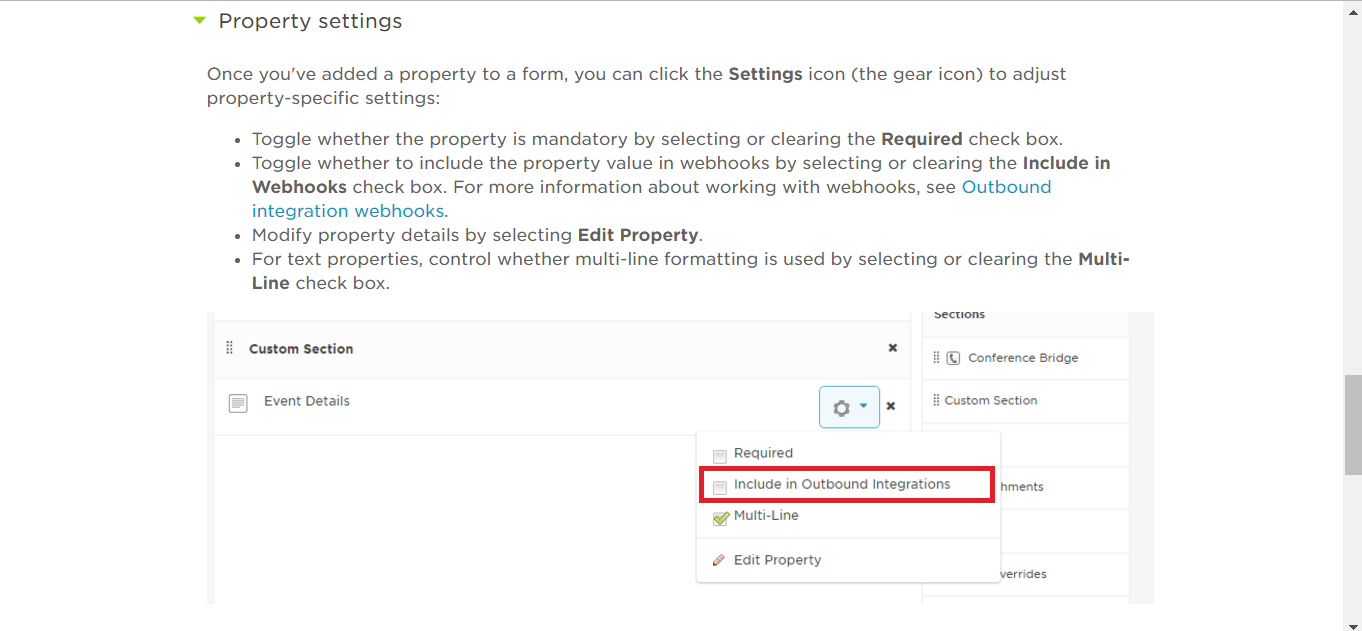 Property settings
Once you've added a property to a form, you can click the Settings icon (the gear icon) to adjust
property-specific settings:
Toggle whether the property is mandatory by selecting or clearing the Required check box.
Toggle whether to include the property value in webhooks by selecting or clearing the Include in
Webhooks check box. For more information about working with webhooks, see Outbound
integration webhooks.
Modify property details by selecting Edit Property.
For text properties, control whether multi-line formatting is used by selecting or clearing the Multi-
Line check box.
Sections
Custom Section
Conference Bridge
Event Details
Custom Section
Required
Include in Outbound Integrations
hments
Multi-Line
Edit Property
verrides